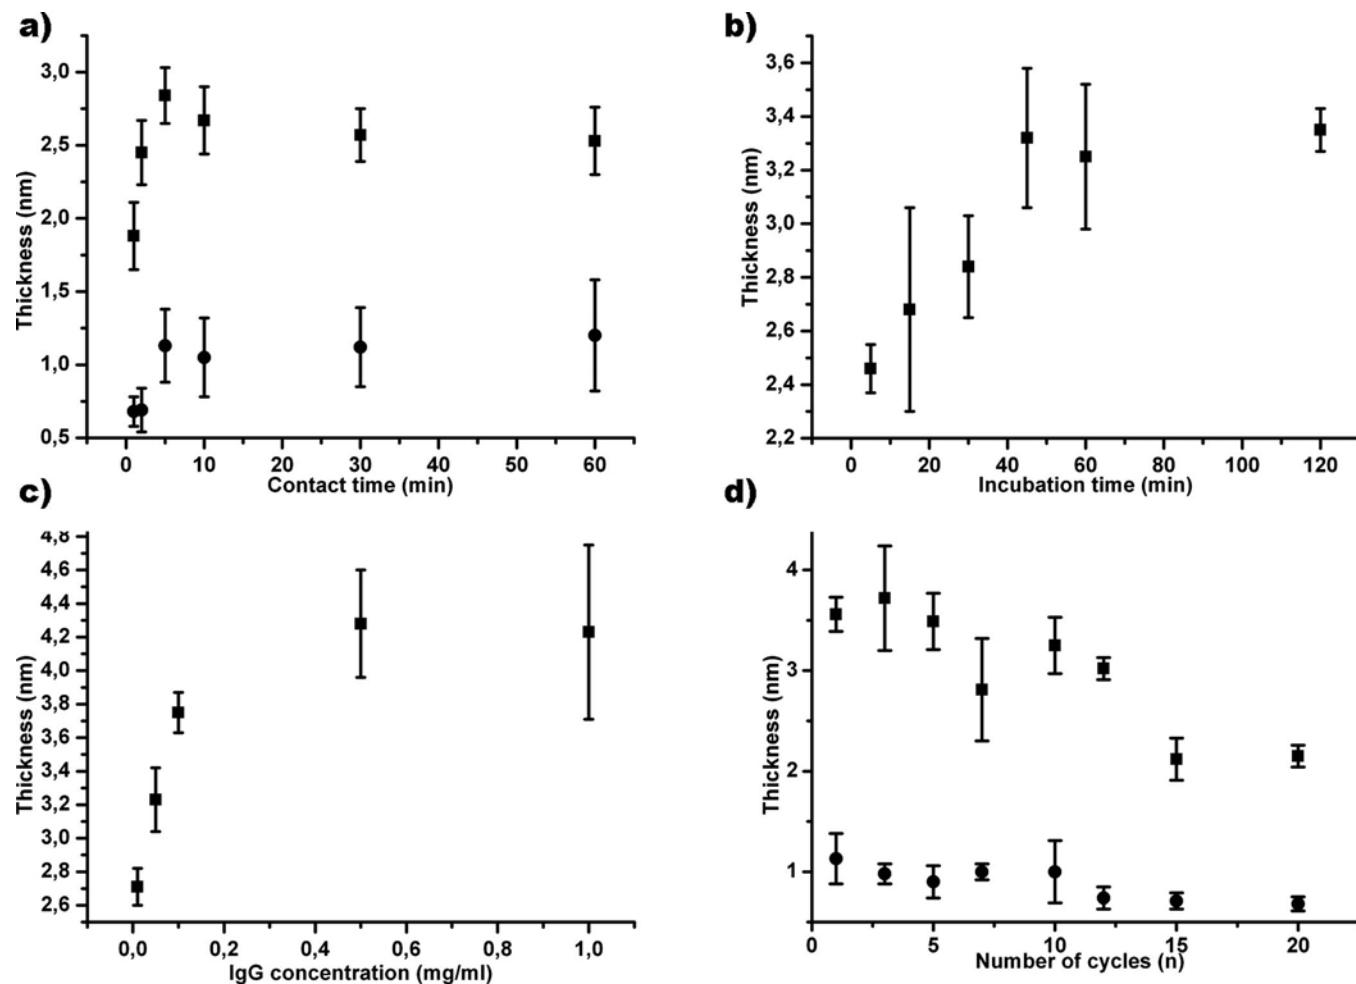 a)
3,0
2,5
2,0
1,5
1,0
0,5
Thickness (nm)
0 10 20 30 40 50 60
Contact time (min)
b)
3,6
3,4
3,2
3,0
2,8
2,6
2,4
2,2
Thickness (nm)
0 20 40 60 80 100 120
Incubation time (min)
c)
4,8
4,6
4,4
4,2
4,0
3,8
3,6
3,4
3,2
3,0
2,8
2,6
Thickness (nm)
0,0 0,2 0,4 0,6 0,8 1,0
IgG concentration (mg/ml)
d)
4
3
2
1
Thickness (nm)
0 5 10 15 20
Number of cycles (n)